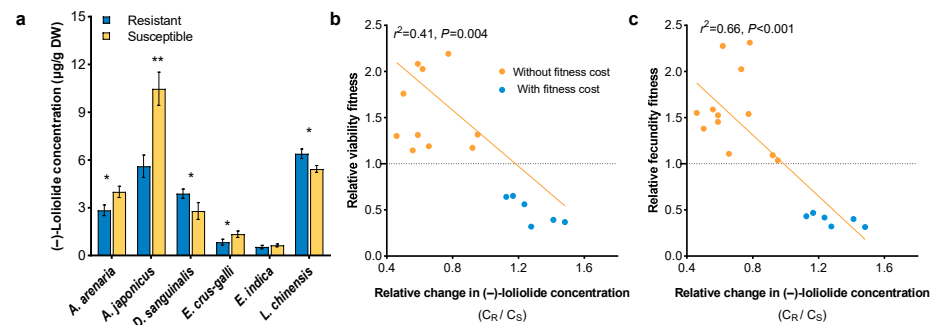 a
Resistant
Susceptible
(−)-Loliolide concentration (μg/g DW)
15
12
9
6
3
0
*
**
*
*
*
A. arenaria
A. japonicus
D. sanguinalis
E. crus-galli
E. indica
L. chinensis
b
r²=0.41, P=0.004
Without fitness cost
With fitness cost
Relative viability fitness
2.5
2.0
1.5
1.0
0.5
0.0
0.4
0.8
1.2
1.6
Relative change in (−)-loliolide concentration
(C_R / C_S)
c
r²=0.66, P<0.001
Relative fecundity fitness
2.5
2.0
1.5
1.0
0.5
0.0
0.4
0.8
1.2
1.6
Relative change in (−)-loliolide concentration
(C_R / C_S)